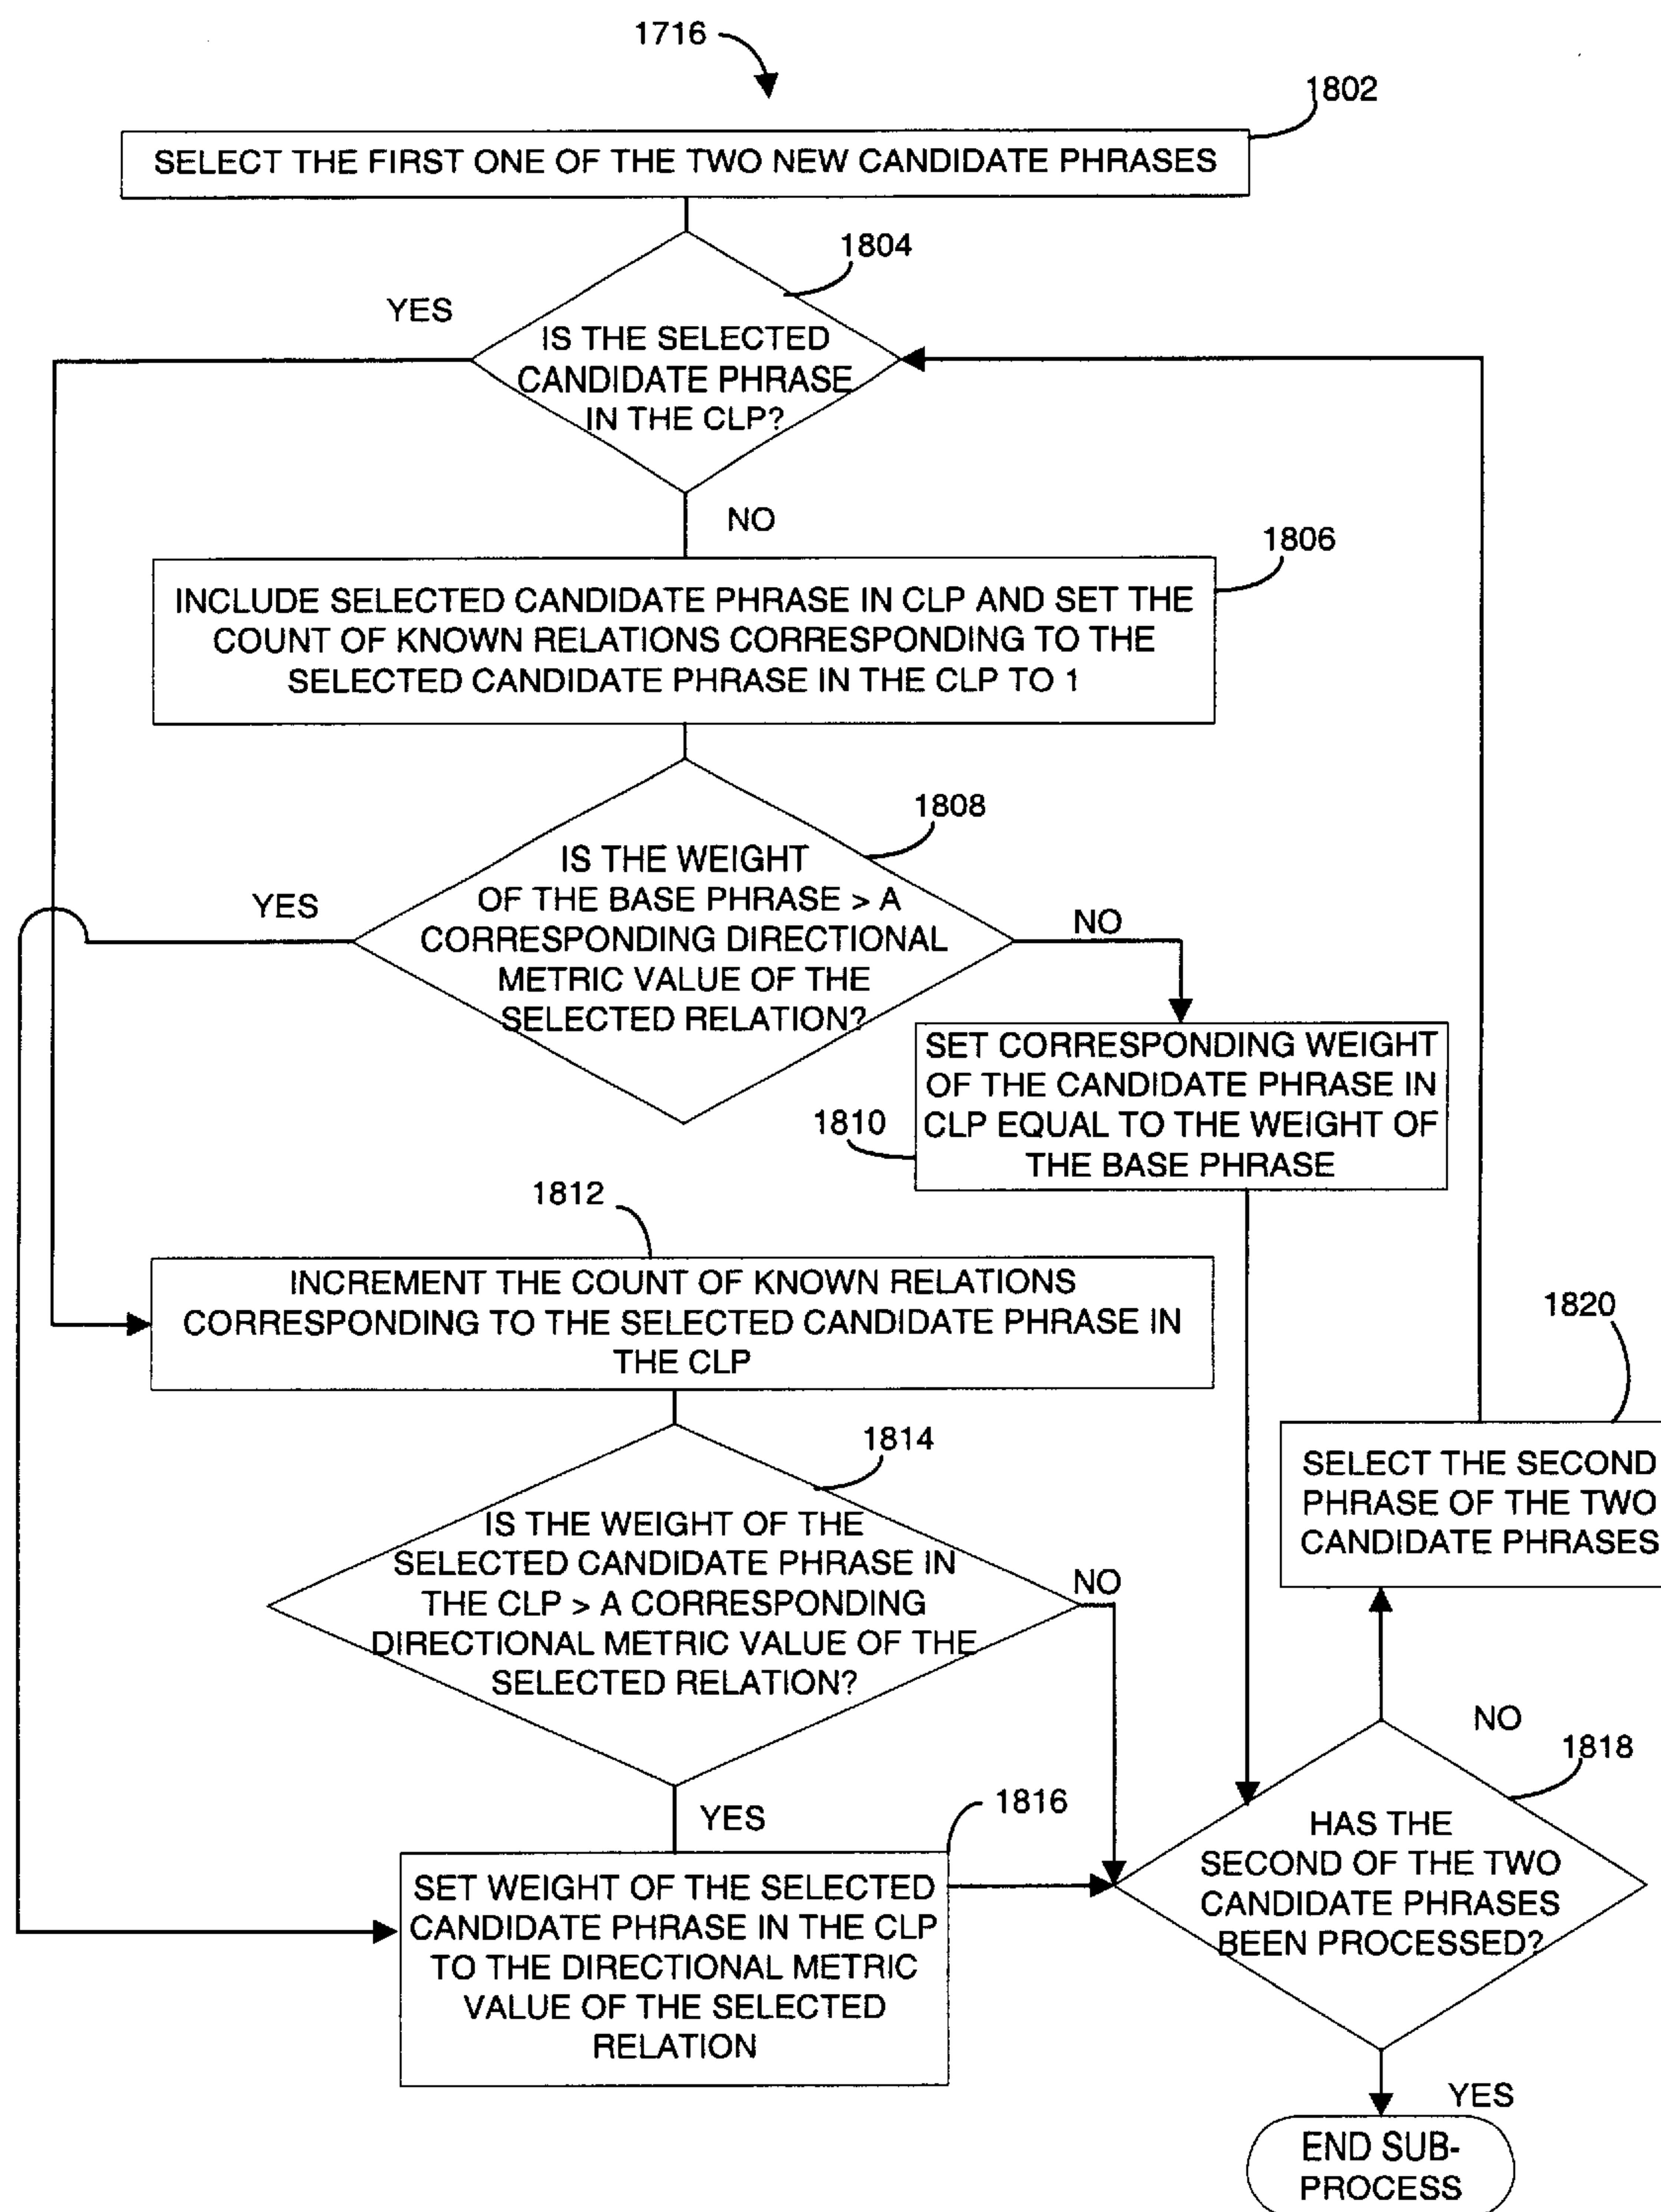 1716
1802
SELECT THE FIRST ONE OF THE TWO NEW CANDIDATE PHRASES
1804
YES
IS THE SELECTED
CANDIDATE PHRASE
IN THE CLP?
NO
1806
INCLUDE SELECTED CANDIDATE PHRASE IN CLP AND SET THE
COUNT OF KNOWN RELATIONS CORRESPONDING TO THE
SELECTED CANDIDATE PHRASE IN THE CLP TO 1
1808
IS THE WEIGHT
OF THE BASE PHRASE > A
CORRESPONDING DIRECTIONAL
METRIC VALUE OF THE
SELECTED RELATION?
YES
NO
SET CORRESPONDING WEIGHT
OF THE CANDIDATE PHRASE IN
CLP EQUAL TO THE WEIGHT OF
THE BASE PHRASE
1810
1812
INCREMENT THE COUNT OF KNOWN RELATIONS
CORRESPONDING TO THE SELECTED CANDIDATE PHRASE IN
THE CLP
1820
SELECT THE SECOND
PHRASE OF THE TWO
CANDIDATE PHRASES
1814
IS THE WEIGHT OF THE
SELECTED CANDIDATE PHRASE IN
THE CLP > A CORRESPONDING
DIRECTIONAL METRIC VALUE OF THE
SELECTED RELATION?
NO
YES
1816
SET WEIGHT OF THE SELECTED
CANDIDATE PHRASE IN THE CLP
TO THE DIRECTIONAL METRIC
VALUE OF THE SELECTED
RELATION
NO
1818
HAS THE
SECOND OF THE TWO
CANDIDATE PHRASES
BEEN PROCESSED?
YES
END SUB-
PROCESS